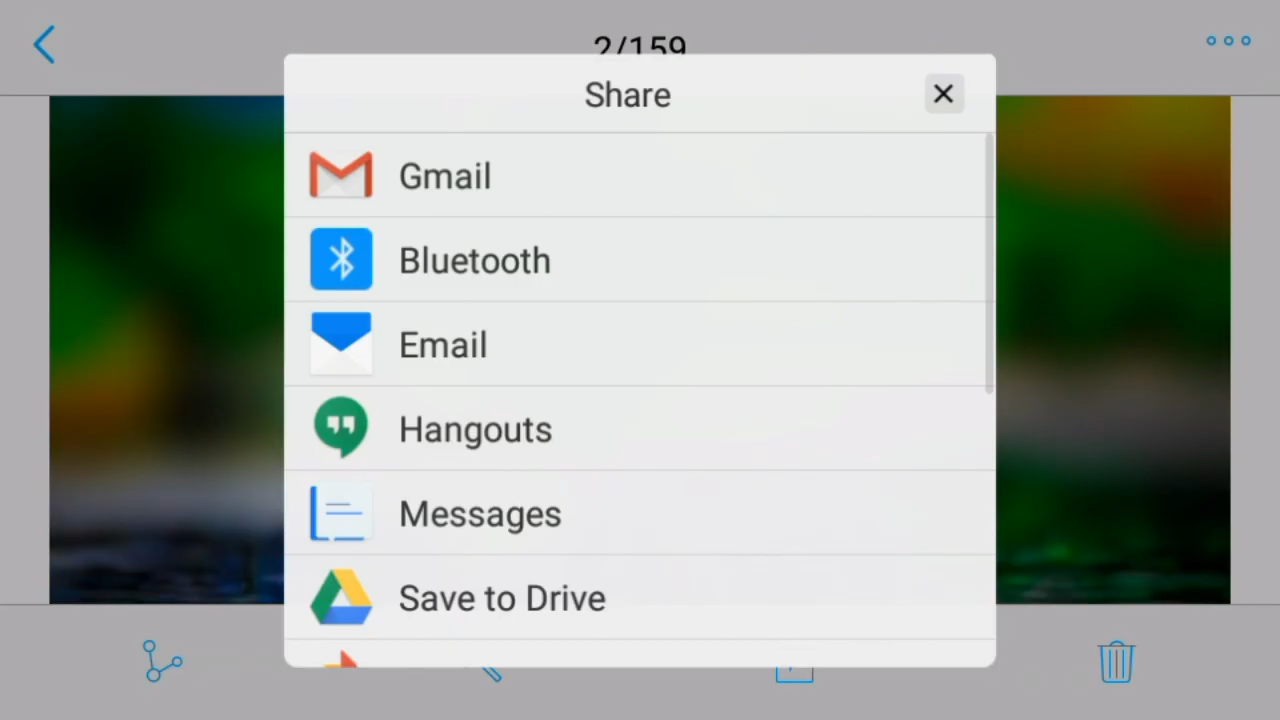 2/159
Share
Gmail
Bluetooth
Email
Hangouts
Messages
Save to Drive